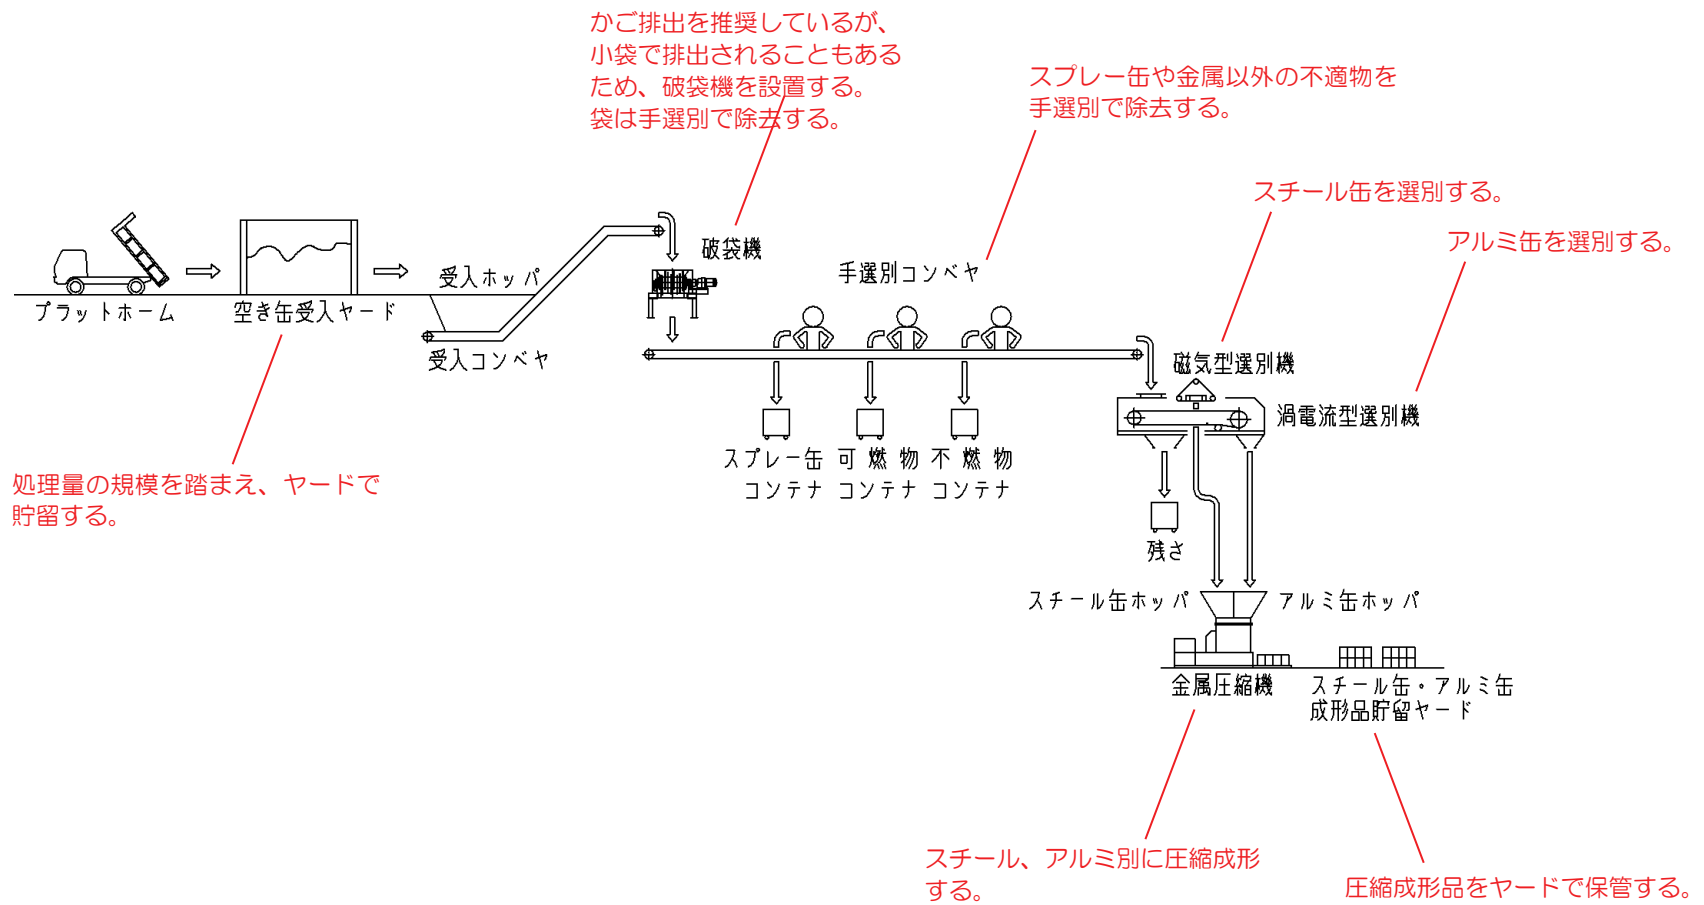 かご排出を推奨しているが、
小袋で排出されることもある
ため、破袋機を設置する。
袋は手選別で除去する。
スプレー缶や金属以外の不適物を
手選別で除去する。
スチール缶を選別する。
アルミ缶を選別する。
破袋機
手選別コンベヤ
受入ホッパ
プラットホーム
空き缶受入ヤード
受入コンベヤ
磁気型選別機
渦電流型選別機
スプレー缶
コンテナ
可燃物
コンテナ
不燃物
コンテナ
処理量の規模を踏まえ、ヤードで
貯留する。
残さ
スチール缶ホッパ
アルミ缶ホッパ
金属圧縮機
スチール缶・アルミ缶
成形品貯留ヤード
スチール、アルミ別に圧縮成形
する。
圧縮成形品をヤードで保管する。